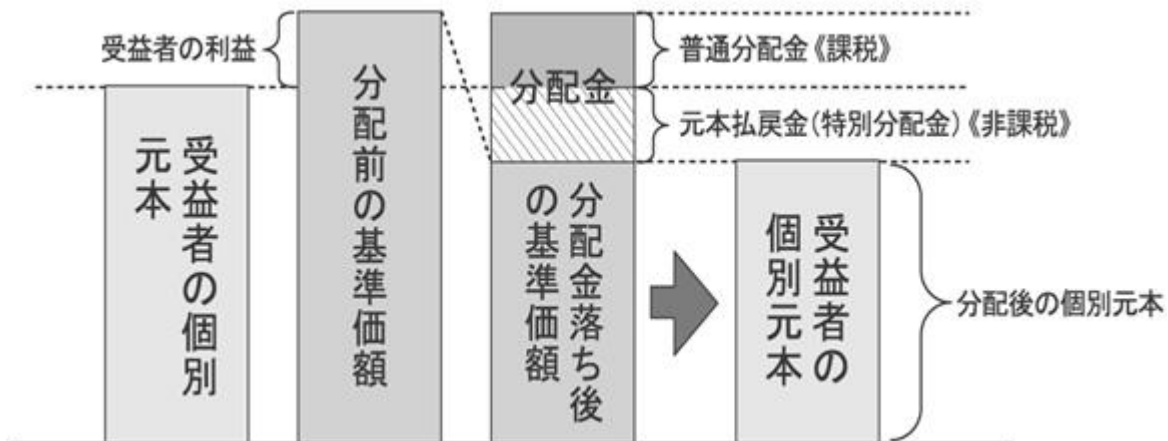 受益者の利益
受益者の個別
元本
分配前の基準価額
分配金
分配金落ち後
の基準価額
普通分配金《課税》
元本払戻金(特別分配金)《非課税》
受益者の
個別元本
分配後の個別元本